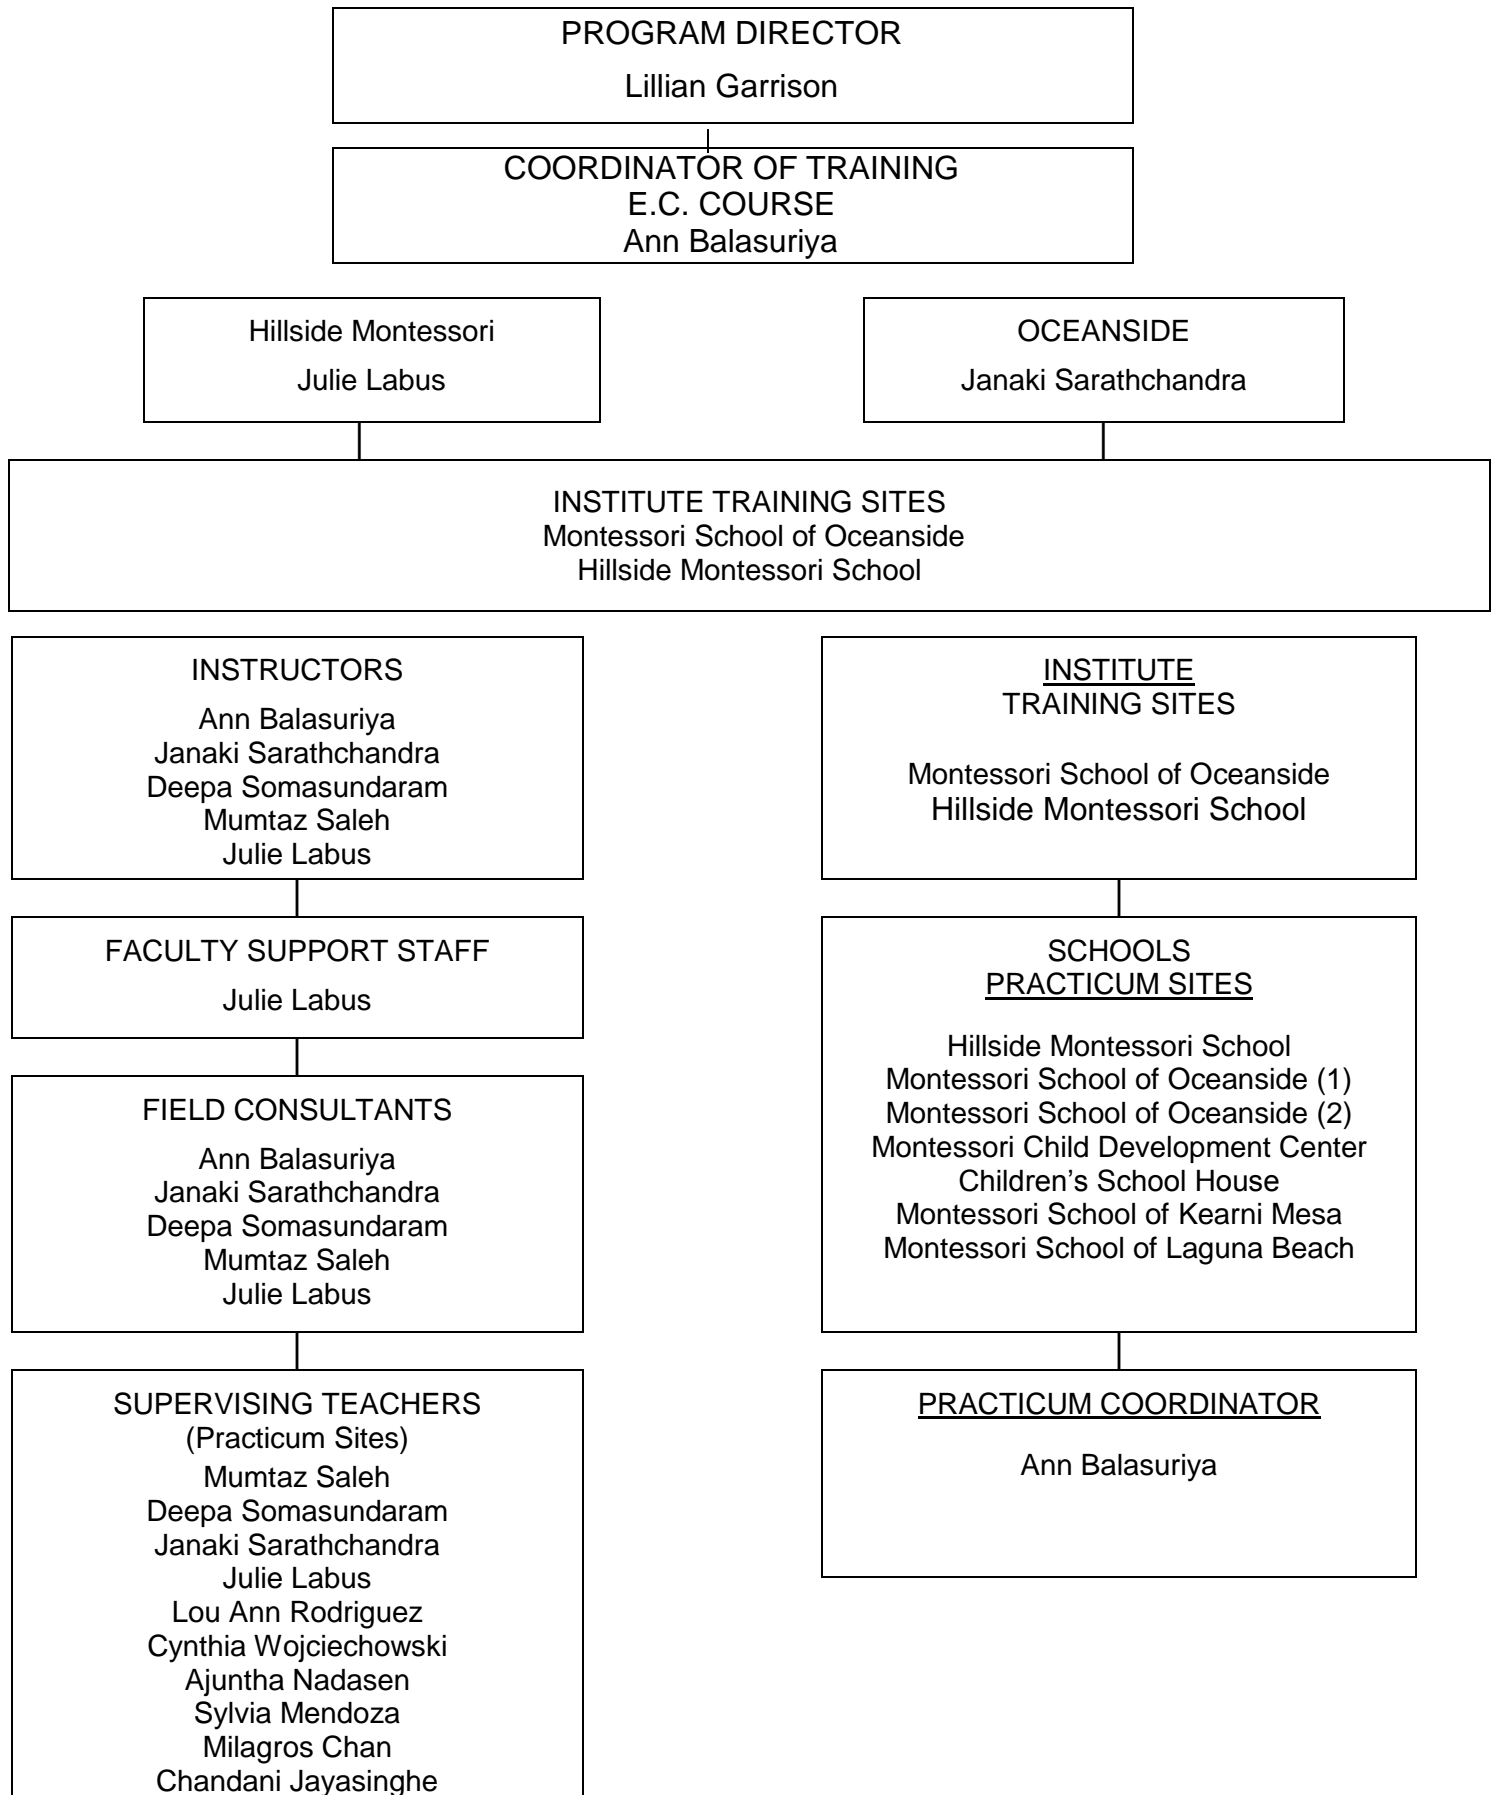 PROGRAM DIRECTOR
Lillian Garrison
COORDINATOR OF TRAINING
E.C. COURSE
Ann Balasuriya
Hillside Montessori
Julie Labus
OCEANSIDE
Janaki Sarathchandra
INSTITUTE TRAINING SITES
Montessori School of Oceanside
Hillside Montessori School
INSTRUCTORS
Ann Balasuriya
Janaki Sarathchandra
Deepa Somasundaram
Mumtaz Saleh
Julie Labus
FACULTY SUPPORT STAFF
Julie Labus
FIELD CONSULTANTS
Ann Balasuriya
Janaki Sarathchandra
Deepa Somasundaram
Mumtaz Saleh
Julie Labus
SUPERVISING TEACHERS
(Practicum Sites)
Mumtaz Saleh
Deepa Somasundaram
Janaki Sarathchandra
Julie Labus
Lou Ann Rodriguez
Cynthia Wojciechowski
Ajuntha Nadasen
Sylvia Mendoza
Milagros Chan
Chandani Jayasinghe
INSTITUTE
TRAINING SITES
Montessori School of Oceanside
Hillside Montessori School
SCHOOLS
PRACTICUM SITES
Hillside Montessori School
Montessori School of Oceanside (1)
Montessori School of Oceanside (2)
Montessori Child Development Center
Children’s School House
Montessori School of Kearni Mesa
Montessori School of Laguna Beach
PRACTICUM COORDINATOR
Ann Balasuriya